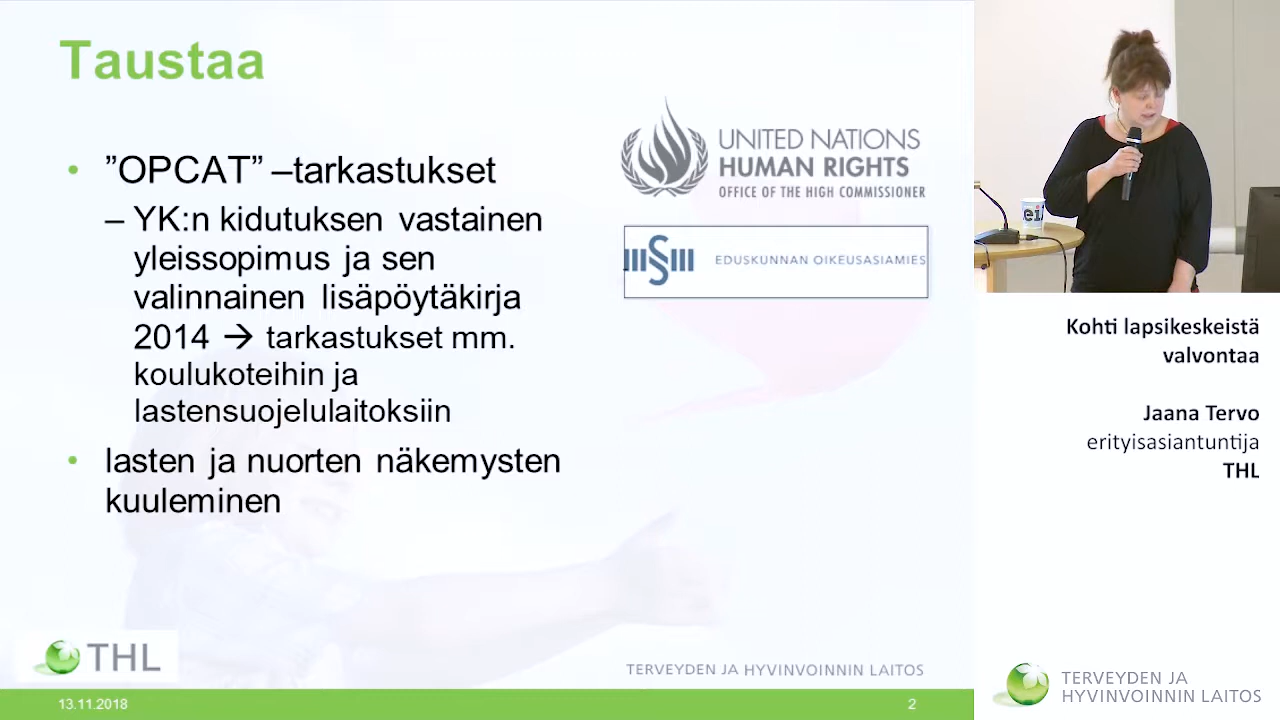 Taustaa
• ”OPCAT” –tarkastukset
– YK:n kidutuksen vastainen
yleissopimus ja sen
valinnainen lisäpöytäkirja
2014 → tarkastukset mm.
koulukoteihin ja
lastensuojelulaitoksiin
• lasten ja nuorten näkemysten
kuuleminen
UNITED NATIONS
HUMAN RIGHTS
OFFICE OF THE HIGH COMMISSIONER
EDUSKUNNAN OIKEUSASIAMIES
THL
TERVEYDEN JA HYVINVOINNIN LAITOS
13.11.2018
2
ei
Kohti lapsikeskeistä
valvontaa
Jaana Tervo
erityisasiantuntija
THL
TERVEYDEN JA
HYVINVOINNIN LAITOS